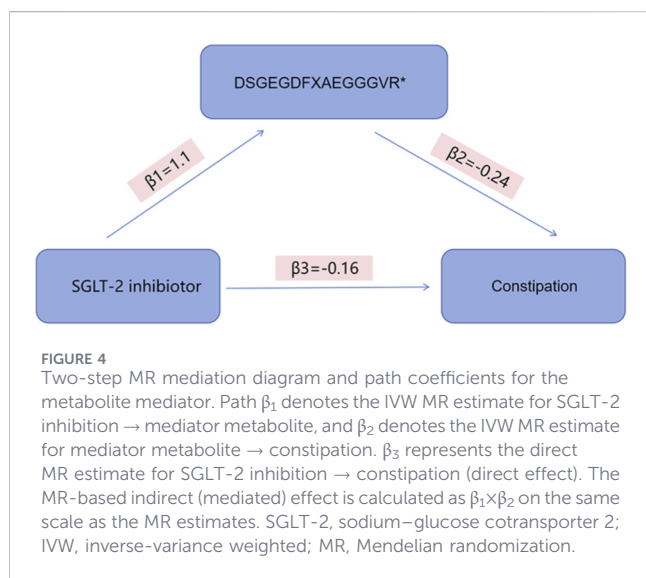 DSGEGDFXAEGGGVR*
β1=1.1
β2=-0.24
SGLT-2 inhibiotor
β3=-0.16
Constipation
FIGURE 4
Two-step MR mediation diagram and path coefficients for the
metabolite mediator. Path β₁ denotes the IVW MR estimate for SGLT-2
inhibition → mediator metabolite, and β₂ denotes the IVW MR estimate
for mediator metabolite → constipation. β₃ represents the direct
MR estimate for SGLT-2 inhibition → constipation (direct effect). The
MR-based indirect (mediated) effect is calculated as β₁×β₂ on the same
scale as the MR estimates. SGLT-2, sodium–glucose cotransporter 2;
IVW, inverse-variance weighted; MR, Mendelian randomization.